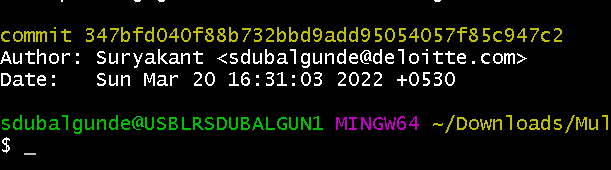 commit 347bfd040f88b732bbd9add95054057f85c947c2
Author: Suryakant <sdubalgunde@deloitte.com>
Date:   Sun Mar 20 16:31:03 2022 +0530
sdubalgunde@USBLRSDUBALGUN1 MINGW64 ~/Downloads/Mul
$ _